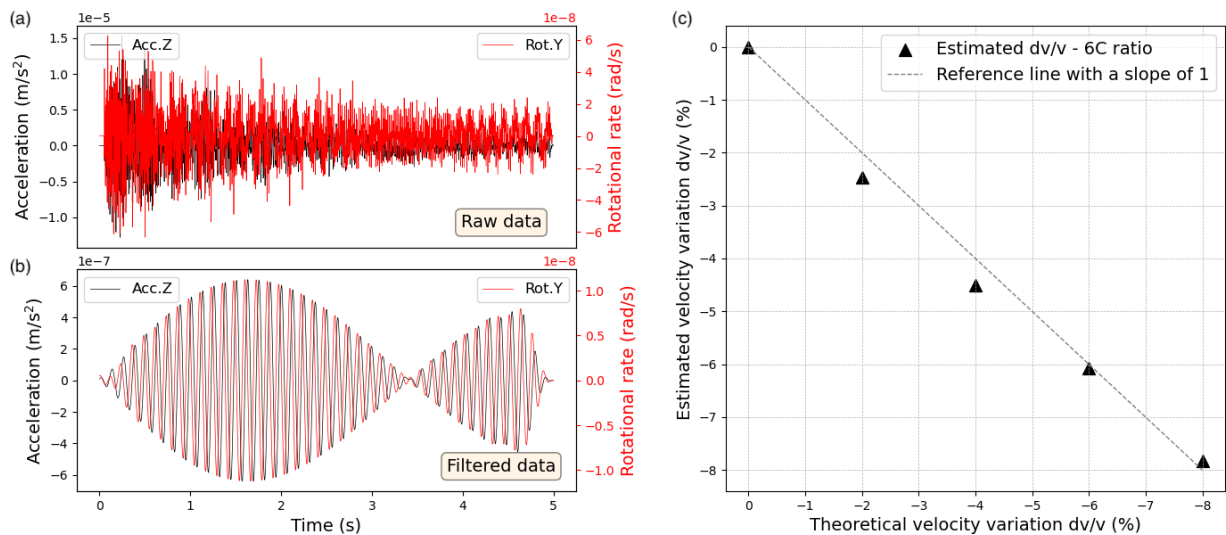 (a)
1e−5
1e−8
Acc.Z
Rot.Y
1.5
1.0
0.5
0.0
−0.5
−1.0
Acceleration (m/s²)
6
4
2
0
−2
−4
−6
Rotational rate (rad/s)
Raw data
(b)
1e−7
1e−8
Acc.Z
Rot.Y
6
4
2
0
−2
−4
−6
Acceleration (m/s²)
1.0
0.5
0.0
−0.5
−1.0
Rotational rate (rad/s)
Filtered data
0 1 2 3 4 5
Time (s)
(c)
Estimated dv/v - 6C ratio
Reference line with a slope of 1
0
−1
−2
−3
−4
−5
−6
−7
−8
Estimated velocity variation dv/v (%)
0 −1 −2 −3 −4 −5 −6 −7 −8
Theoretical velocity variation dv/v (%)